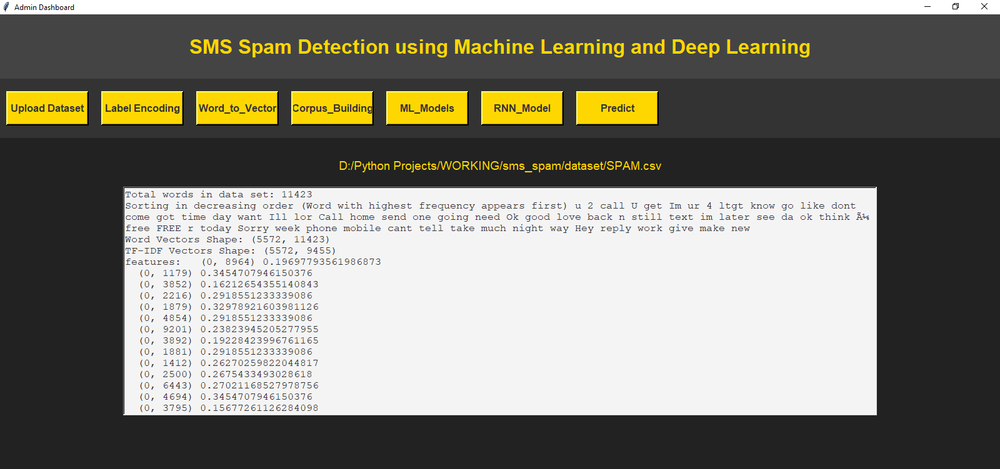 Admin Dashboard
SMS Spam Detection using Machine Learning and Deep Learning
Upload Dataset
Label Encoding
Word_to_Vector
Corpus_Building
ML_Models
RNN_Model
Predict
D:/Python Projects/WORKING/sms_spam/dataset/SPAM.csv
Total words in data set: 11423
Sorting in decreasing order (Word with highest frequency appears first) u 2 call U get Im ur 4 ltgt know go like dont
come got time day want Ill lor Call home send one going need Ok good love back n still text im later see da ok think Ã¼
free FREE r today Sorry week phone mobile cant tell take much night way Hey reply work give make new
Word Vectors Shape: (5572, 11423)
TF-IDF Vectors Shape: (5572, 9455)
features:   (0, 8964) 0.19697793561986873
(0, 1179) 0.3454707946150376
(0, 3852) 0.16212654355140843
(0, 2216) 0.2918551233339086
(0, 1879) 0.32978921603981126
(0, 4854) 0.2918551233339086
(0, 9201) 0.23823945205277955
(0, 3892) 0.19228423996761165
(0, 1881) 0.2918551233339086
(0, 1412) 0.26270259822044817
(0, 2500) 0.2675433493028618
(0, 6443) 0.27021168527978756
(0, 4694) 0.3454707946150376
(0, 3795) 0.15677261126284098